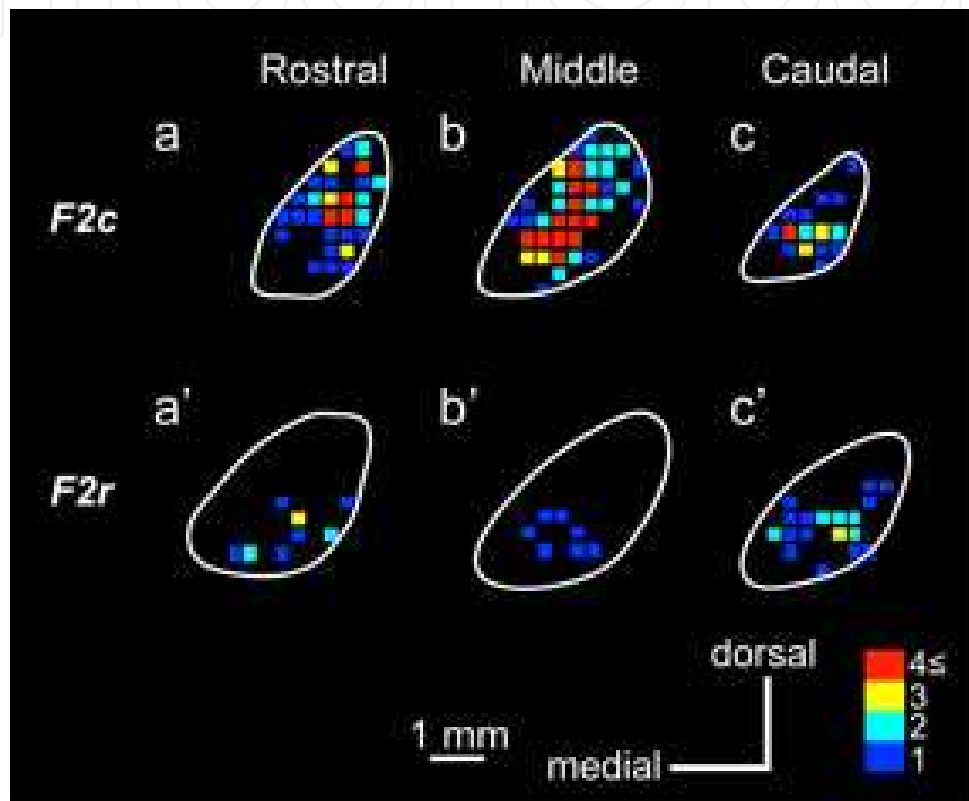 Rostral Middle Caudal
a b c
F2c
a' b' c'
F2r
dorsal
4≤
3
2
1
1 mm
medial